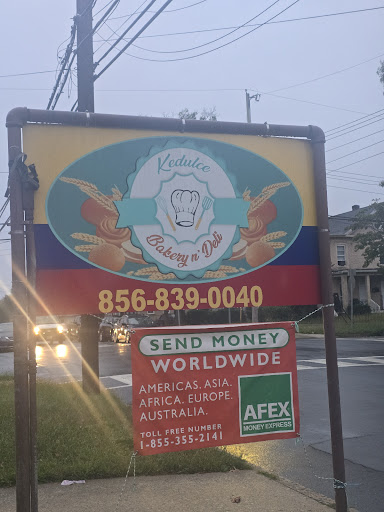 Kedulce
Bakery n' Deli
856-839-0040
SEND MONEY
WORLDWIDE
AMERICAS. ASIA.
AFRICA. EUROPE.
AUSTRALIA.
TOLL FREE NUMBER
1-855-355-2141
AFEX
MONEY EXPRESS